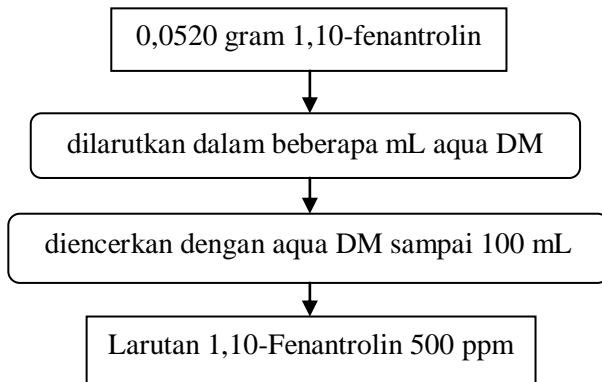 0,0520 gram 1,10-fenantrolin
dilarutkan dalam beberapa mL aqua DM
diencerkan dengan aqua DM sampai 100 mL
Larutan 1,10-Fenantrolin 500 ppm